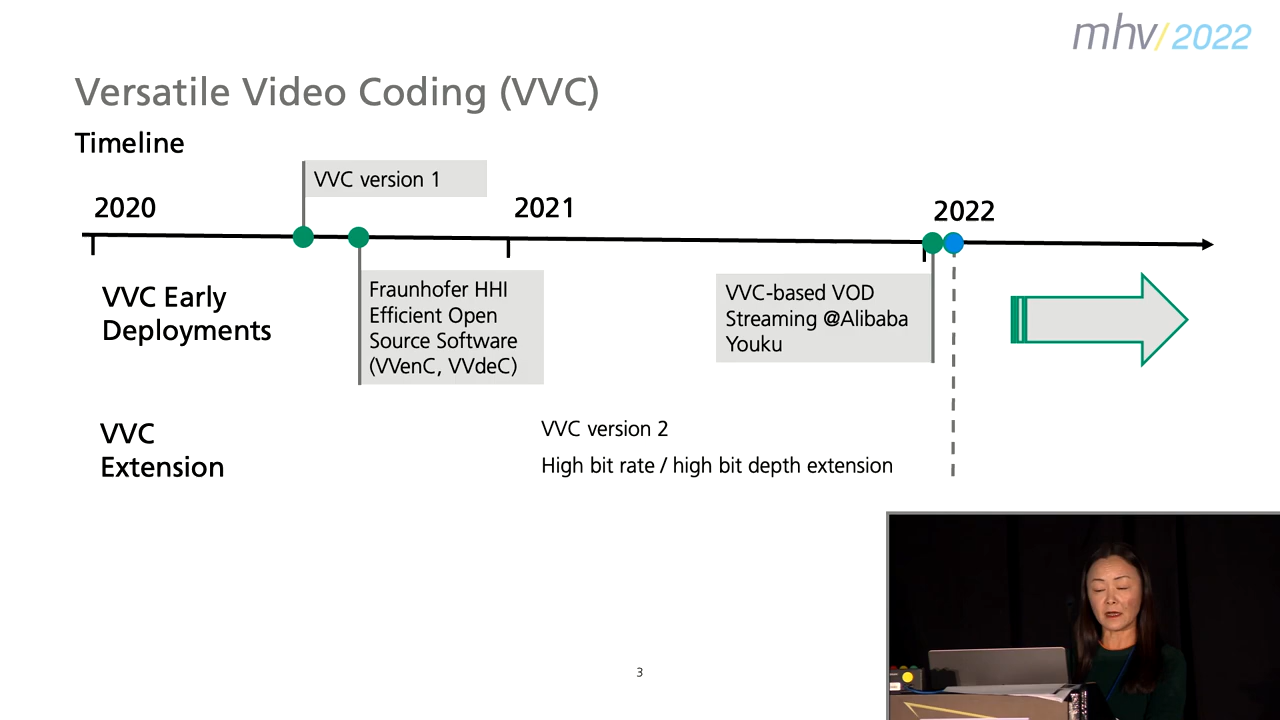 mhv/2022
Versatile Video Coding (VVC)
Timeline
VVC version 1
2020
2021
2022
VVC Early
Deployments
Fraunhofer HHI
Efficient Open
Source Software
(VVenC, VVdeC)
VVC-based VOD
Streaming @Alibaba
Youku
VVC
Extension
VVC version 2
High bit rate / high bit depth extension
3